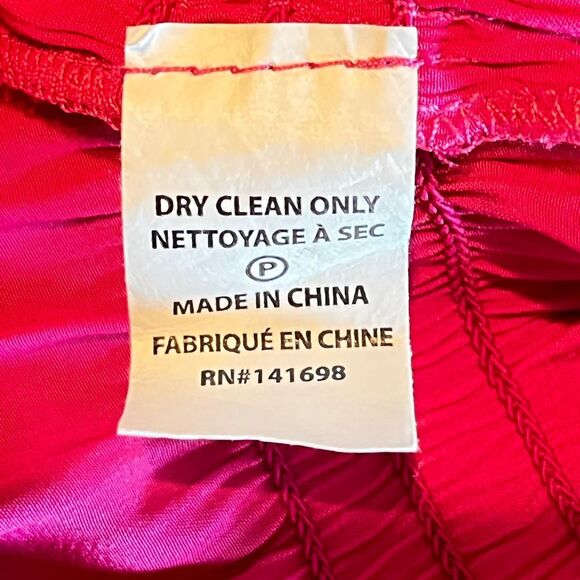 DRY CLEAN ONLY
NETTOYAGE À SEC
Ⓟ
MADE IN CHINA
FABRIQUÉ EN CHINE
RN#141698